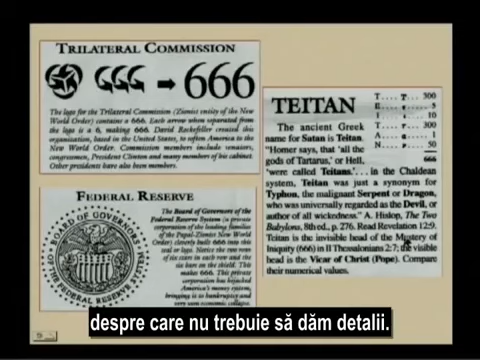 TRILATERAL COMMISSION
666
The logo for the Trilateral Commission (Zionist entity of the New
World Order) contains a 666. Each arrow when separated from
the logo is a 6, making 666. David Rockefeller created this
organization, based in the United States, to often America to the
New World Order. Commission members include senators,
congressmen, President Clinton and many members of his cabinet.
Other presidents have also been members.
FEDERAL RESERVE
BOARD OF GOVERNORS
FEDERAL RESERVE
The Board of Governors of the
Federal Reserve System (a private
corporation of the leading families
of the Papal-Zionist New World
Order) cleverly built 666 into this
seal or logo. Notice the two rows
of six stars in each row and the
six bars on the shield. This
makes 666. This private
corporation has hijacked
America's money system,
bringing it to bankruptcy and
very soon economic collapse.
TEITAN
T 300
E 5
I 10
T 300
A 1
N 50
666
The ancient Greek
name for Satan is Teitan.
"Homer says, that 'all the
gods of Tartarus,' or Hell,
'were called Teitans.'. . . in the Chaldean
system, Teitan was just a synonym for
Typhon, the malignant Serpent or Dragon,
who was universally regarded as the Devil, or
author of all wickedness." A. Hislop, The Two
Babylons, 8th ed., p. 276. Read Revelation 12:9.
Teitan is the invisible head of the Mystery of
Iniquity (666) in II Thessalonians 2:7; the visible
head is the Vicar of Christ (Pope). Compare
their numerical values.
despre care nu trebuie să dăm detalii.